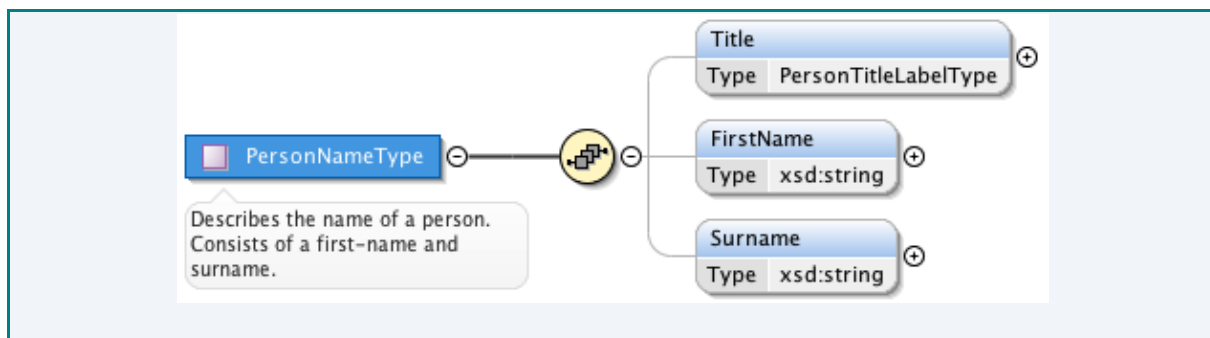 Title
Type PersonTitleLabelType
FirstName
Type xsd:string
PersonNameType
Describes the name of a person.
Consists of a first-name and
surname.
Surname
Type xsd:string